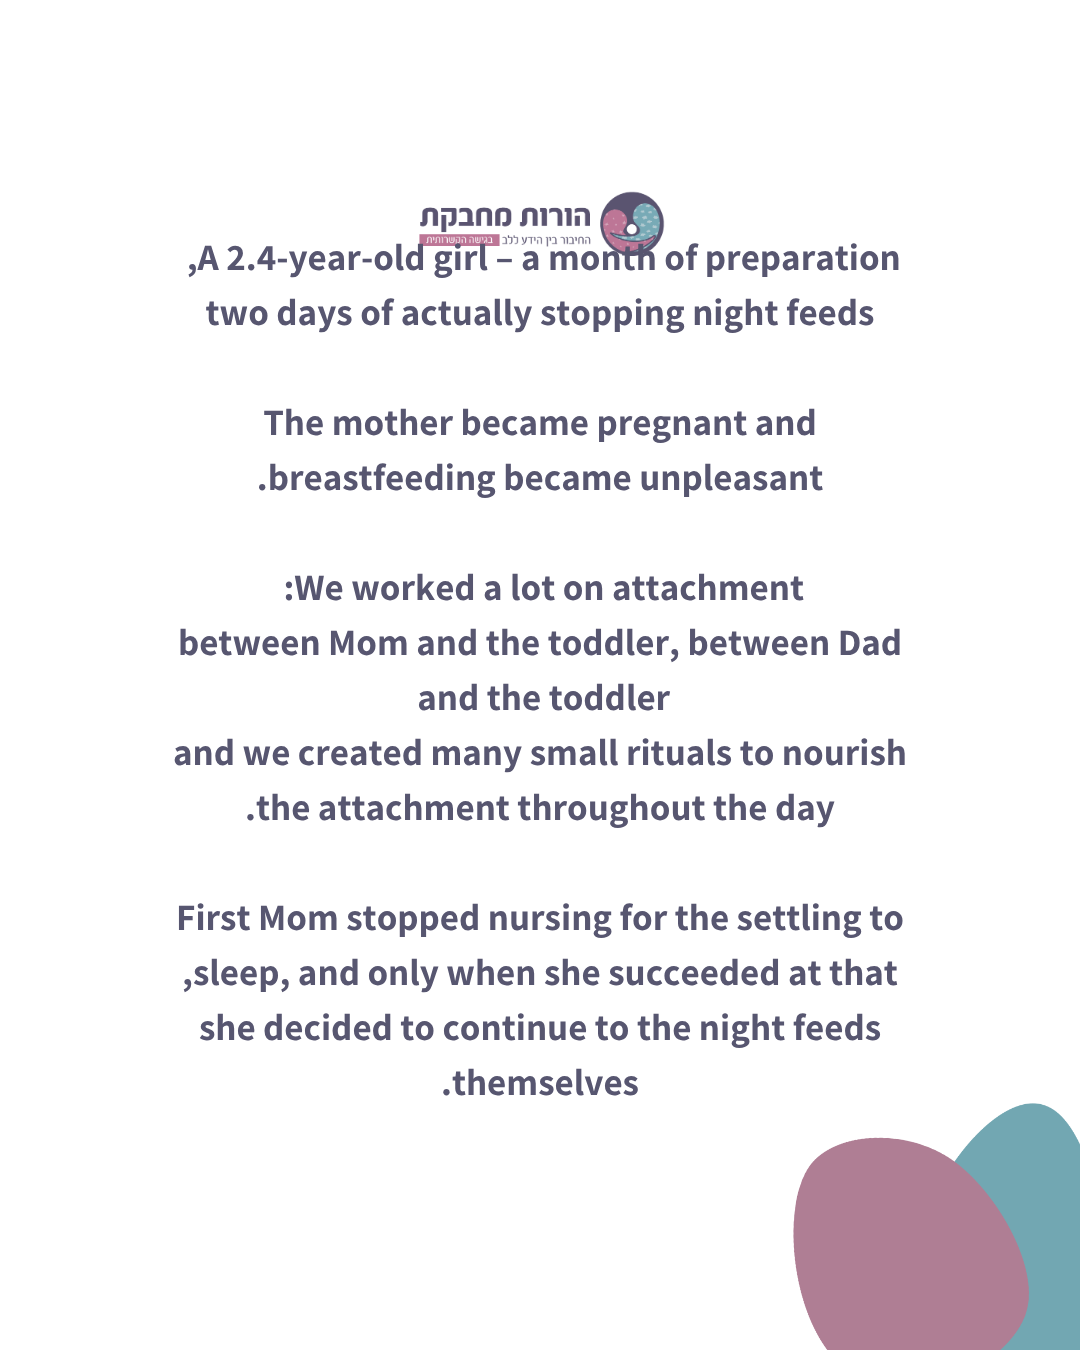 הורות מחבקת
החיבור בין הידע ללב בגישה הקשרותית
,A 2.4-year-old girl – a month of preparation
two days of actually stopping night feeds
The mother became pregnant and
.breastfeeding became unpleasant
:We worked a lot on attachment
between Mom and the toddler, between Dad
and the toddler
and we created many small rituals to nourish
.the attachment throughout the day
First Mom stopped nursing for the settling to
,sleep, and only when she succeeded at that
she decided to continue to the night feeds
.themselves